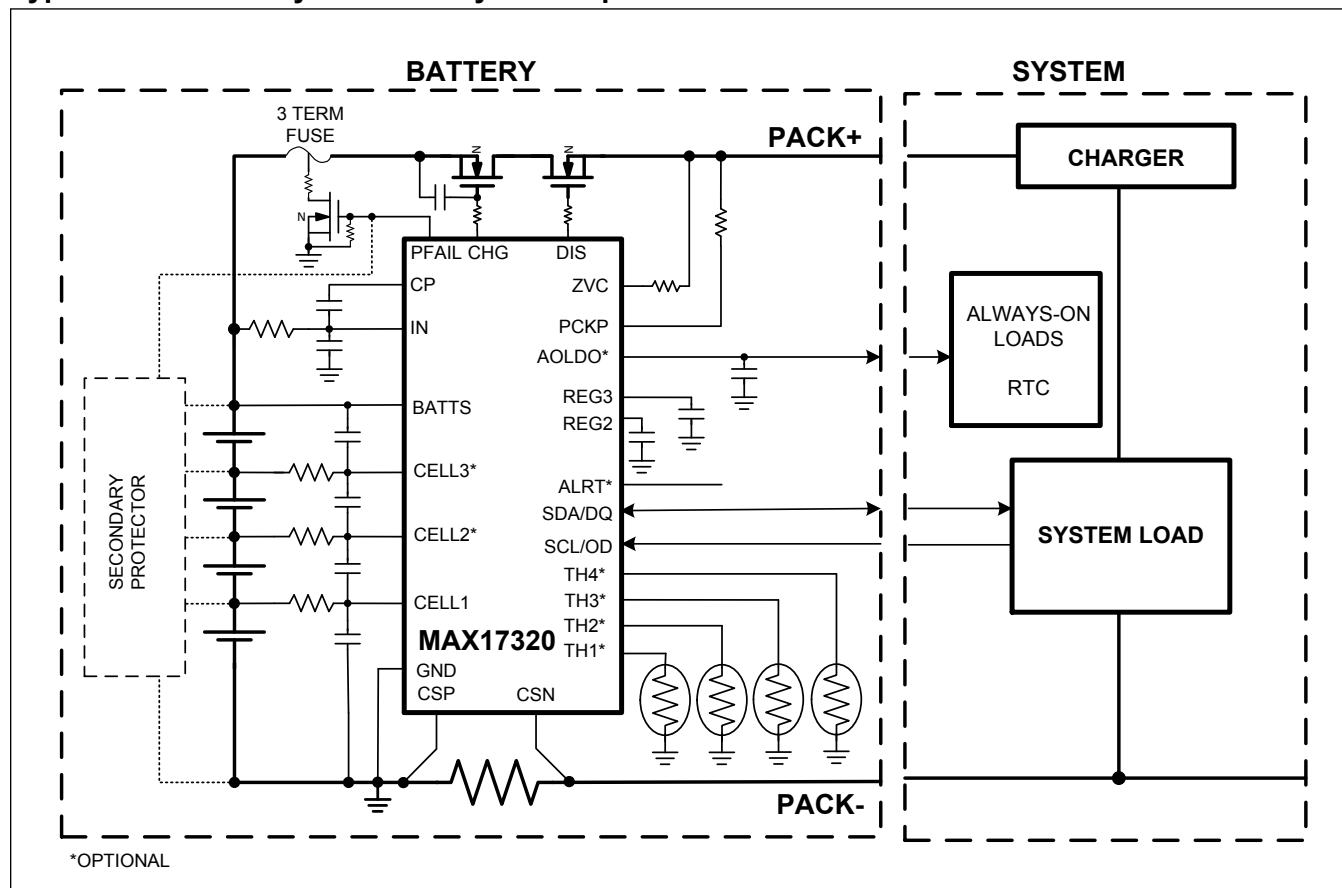 BATTERY
SYSTEM
3 TERM
FUSE
PACK+
CHARGER
N
N
N
PFAIL CHG
DIS
CP
ZVC
IN
PCKP
AOLDO*
ALWAYS-ON
LOADS
RTC
BATTS
REG3
REG2
SECONDARY
PROTECTOR
CELL3*
ALRT*
SDA/DQ
CELL2*
SCL/OD
SYSTEM LOAD
TH4*
CELL1
TH3*
TH2*
MAX17320
TH1*
GND
CSP
CSN
PACK-
*OPTIONAL